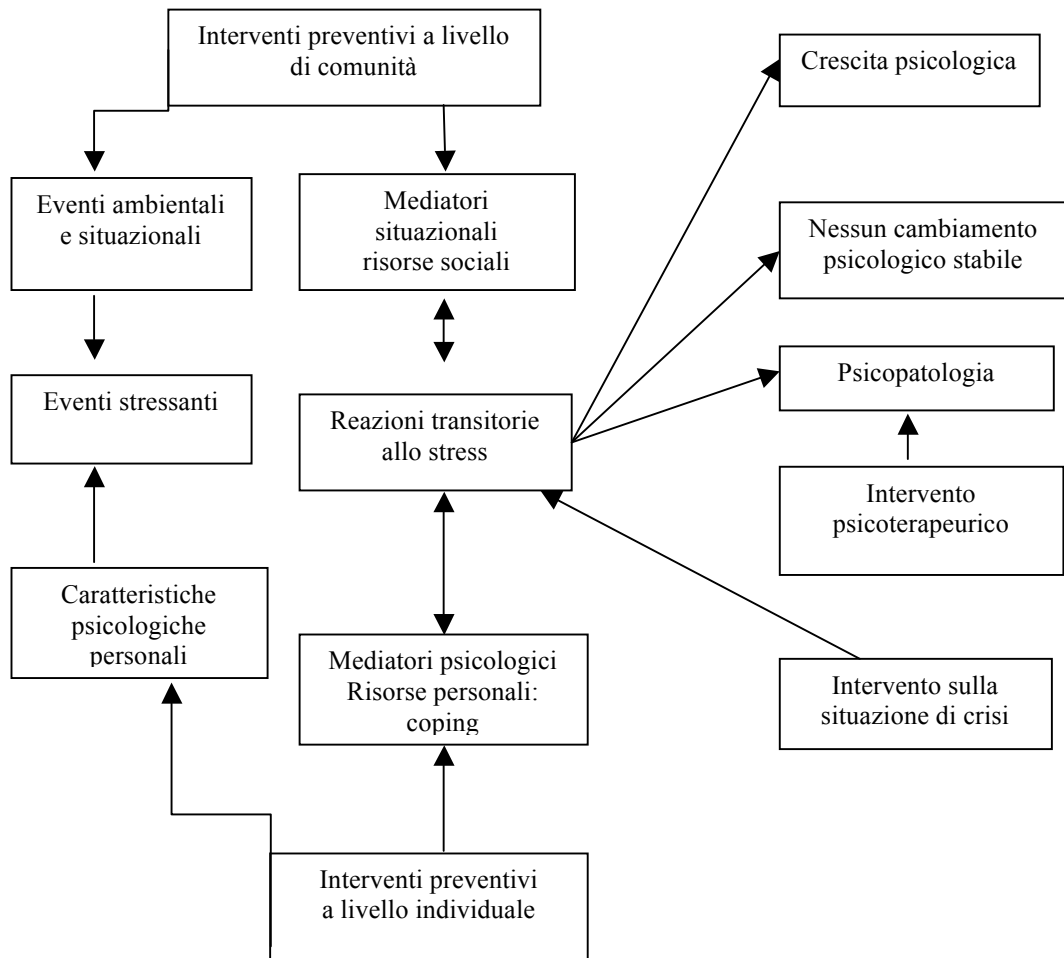 Interventi preventivi a livello
di comunità
Crescita psicologica
Eventi ambientali
e situazionali
Mediatori
situazionali
risorse sociali
Nessun cambiamento
psicologico stabile
Eventi stressanti
Reazioni transitorie
allo stress
Psicopatologia
Intervento
psicoterapeurico
Caratteristiche
psicologiche
personali
Mediatori psicologici
Risorse personali:
coping
Intervento sulla
situazione di crisi
Interventi preventivi
a livello individuale